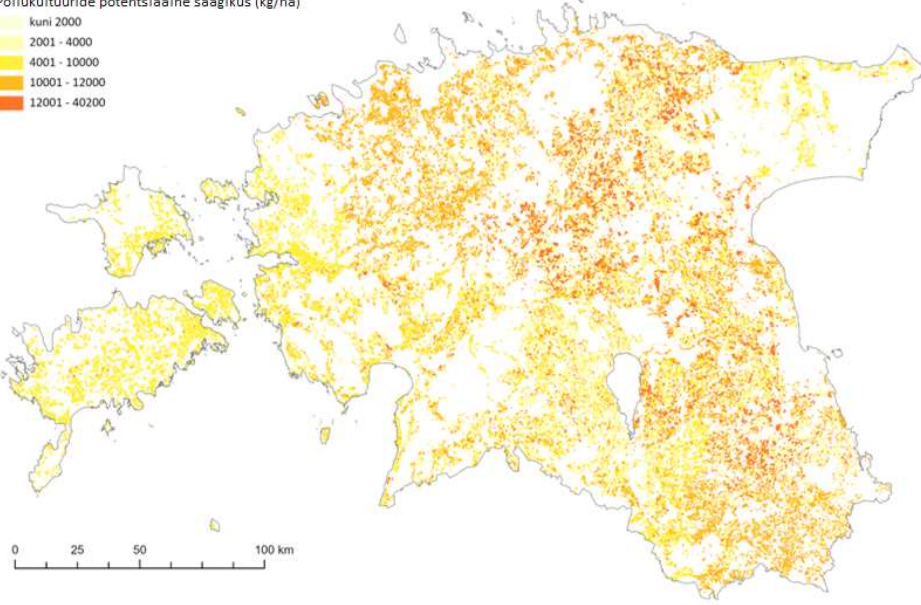 Põllukultuuride potentsiaalne saagikus (kg/ha)
kuni 2000
2001 - 4000
4001 - 10000
10001 - 12000
12001 - 40200
0 25 50 100 km